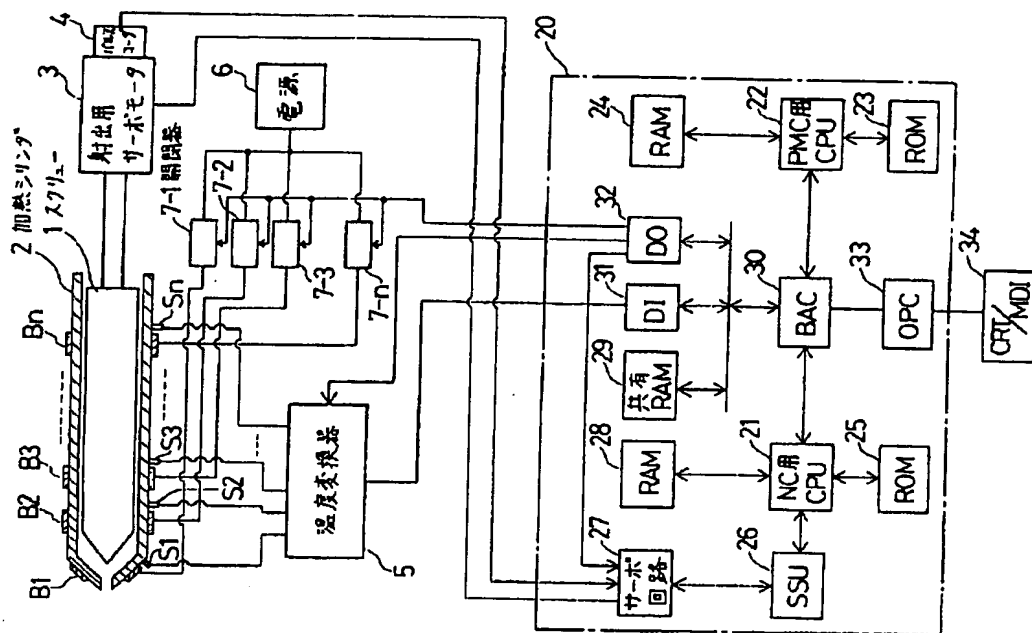 2 加熱シリンダ
1 スクリュー
3
射出用
サーボモータ
4
パルス
コーダ
Bn
B3
B2
B1
Sn
S3
S2
S1
7-1 開閉器
7-2
7-3
7-n
6
電源
5
温度変換器
20
24
RAM
22
PMC用
CPU
23
ROM
32
DO
31
DI
30
BAC
33
OPC
34
CRT/
MDI
29
共有
RAM
28
RAM
21
NC用
CPU
25
ROM
27
サーボ
回路
26
SSU